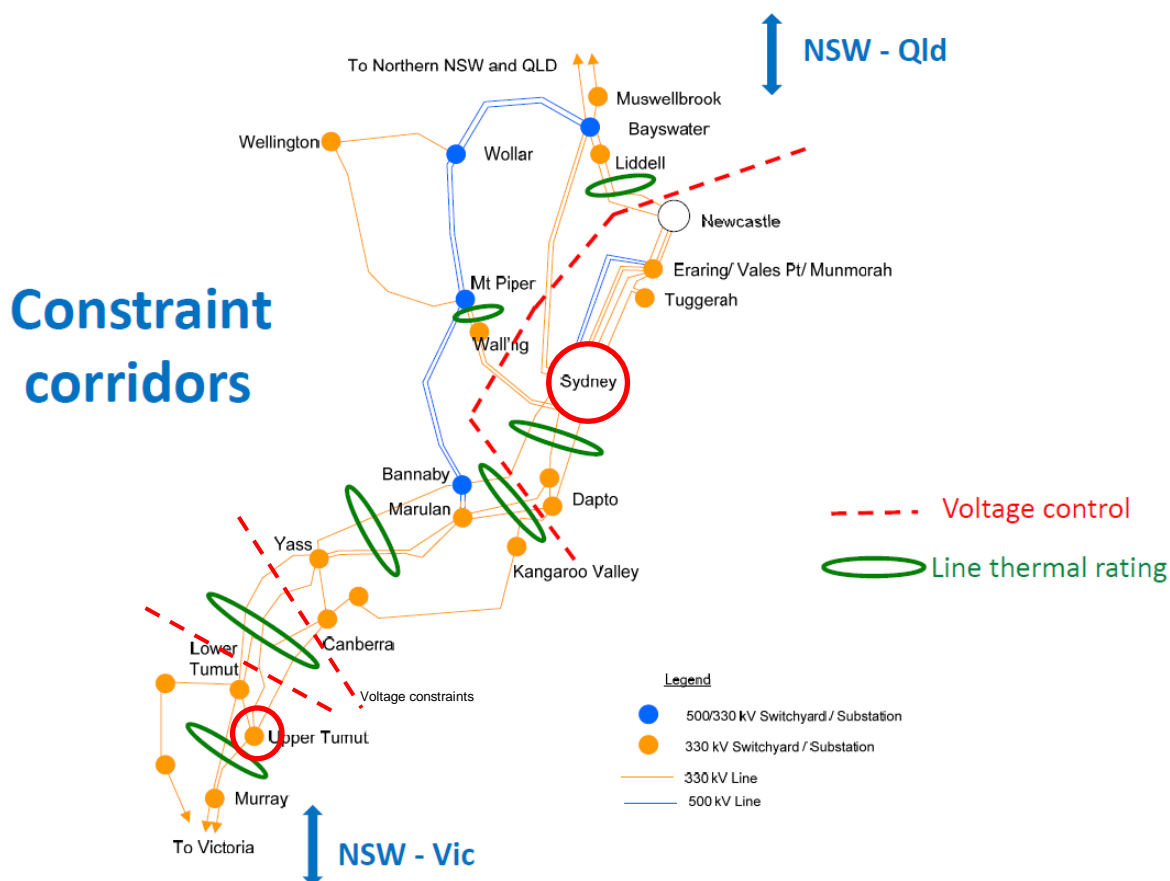 NSW - Qld
To Northern NSW and QLD
Muswellbrook
Bayswater
Wellington
Wollar
Liddell
Newcastle
Eraring/ Vales Pt/ Munmorah
Mt Piper
Tuggerah
Constraint
corridors
Wall'ng
Sydney
Bannaby
Dapto
Marulan
Voltage control
Yass
Kangaroo Valley
Line thermal rating
Canberra
Lower
Tumut
Voltage constraints
Legend
500/330 kV Switchyard / Substation
Upper Tumut
330 kV Switchyard / Substation
330 kV Line
Murray
500 kV Line
To Victoria
NSW - Vic